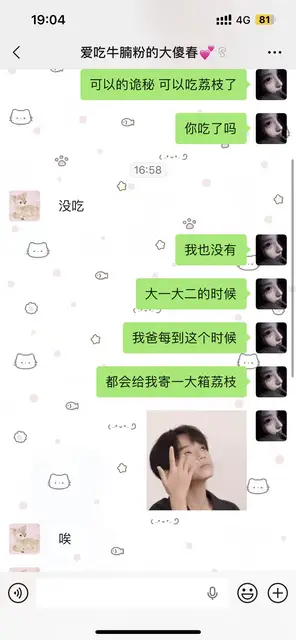 19:04
4G
81
爱吃牛腩粉的大傻春💕
可以的诡秘 可以吃荔枝了
你吃了吗
16:58
没吃
我也没有
大一大二的时候
我爸每到这个时候
都会给我寄一大箱荔枝
唉